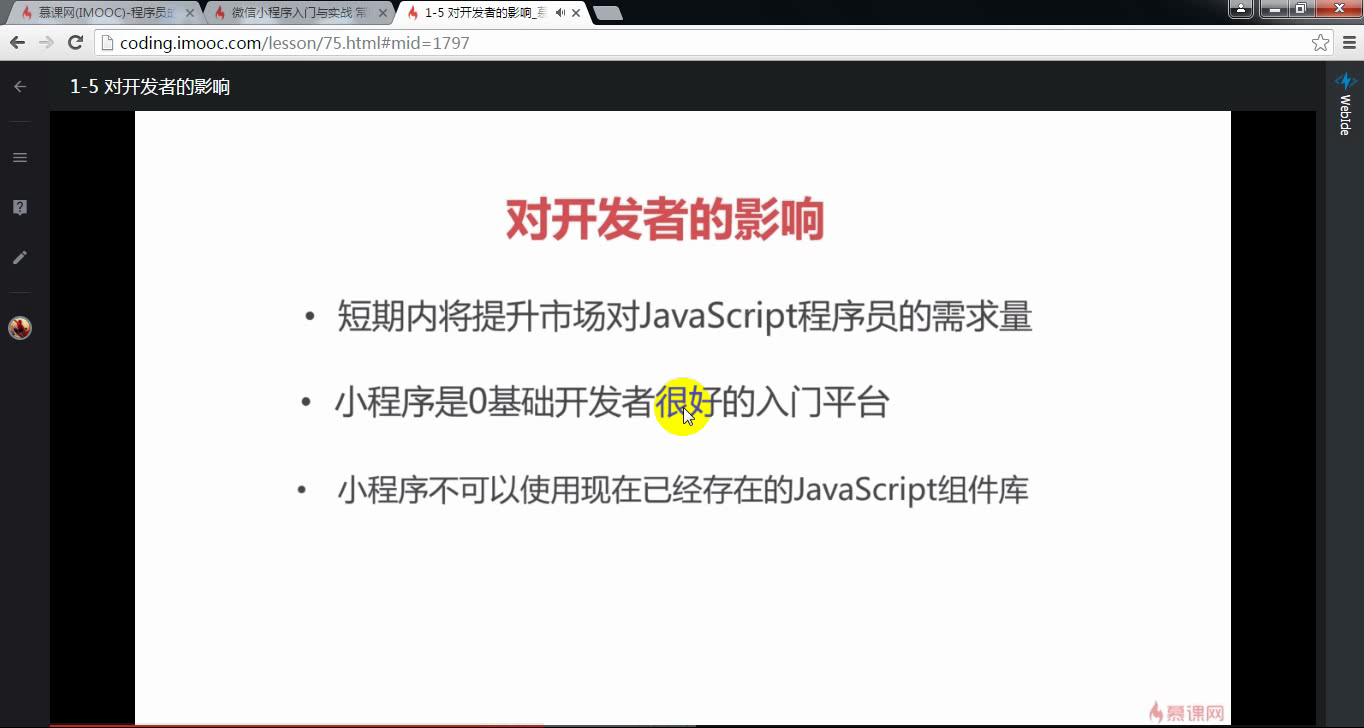 慕课网(IMOOC)-程序员的
微信小程序入门与实战 常
1-5 对开发者的影响_慕
coding.imooc.com/lesson/75.html#mid=1797
1-5 对开发者的影响
WebIde
对开发者的影响
• 短期内将提升市场对JavaScript程序员的需求量
• 小程序是0基础开发者很好的入门平台
• 小程序不可以使用现在已经存在的JavaScript组件库
慕课网